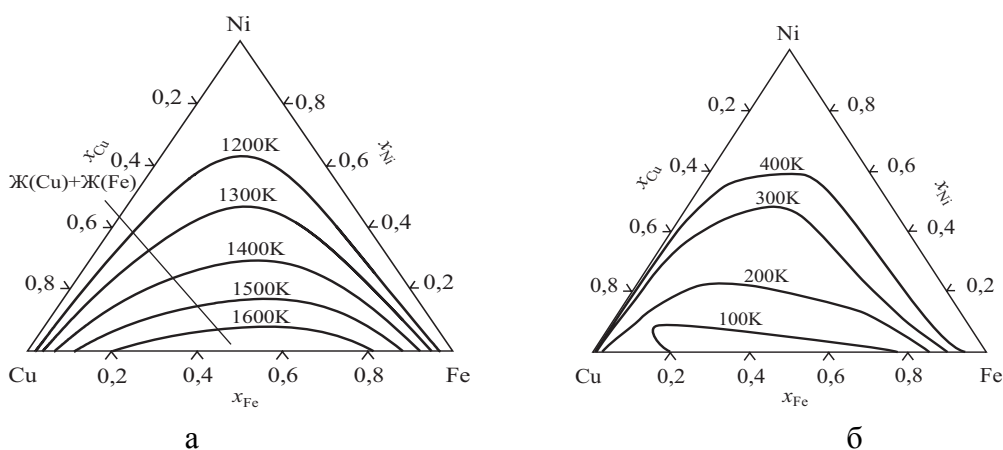 Ni
0,2
0,8
x_Cu
x_Ni
1200K
0,4
0,6
Ж(Cu)+Ж(Fe)
1300K
0,6
0,4
1400K
0,8
1500K
0,2
1600K
Cu
0,2
0,4
0,6
0,8
Fe
x_Fe
а
Ni
0,2
0,8
400K
0,4
0,6
x_Cu
x_Ni
300K
0,6
0,4
200K
0,8
0,2
100K
Cu
0,2
0,4
0,6
0,8
Fe
x_Fe
б